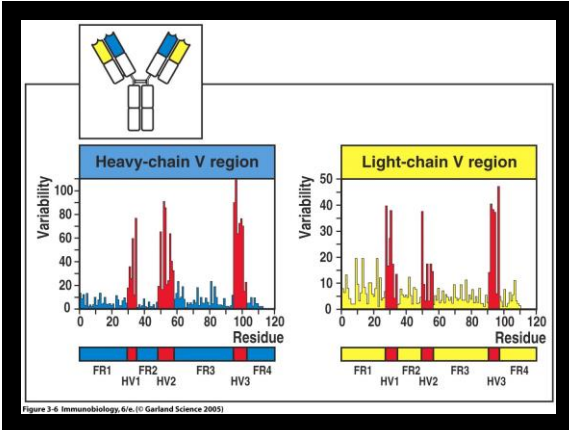 Heavy-chain V region
Variability
100
80
60
40
20
0
0 20 40 60 80 100 120
Residue
FR1 HV1 FR2 HV2 FR3 HV3 FR4
Light-chain V region
Variability
50
40
30
20
10
0
0 20 40 60 80 100 120
Residue
FR1 HV1 FR2 HV2 FR3 HV3 FR4
Figure 3-6 Immunobiology, 6/e. (© Garland Science 2005)